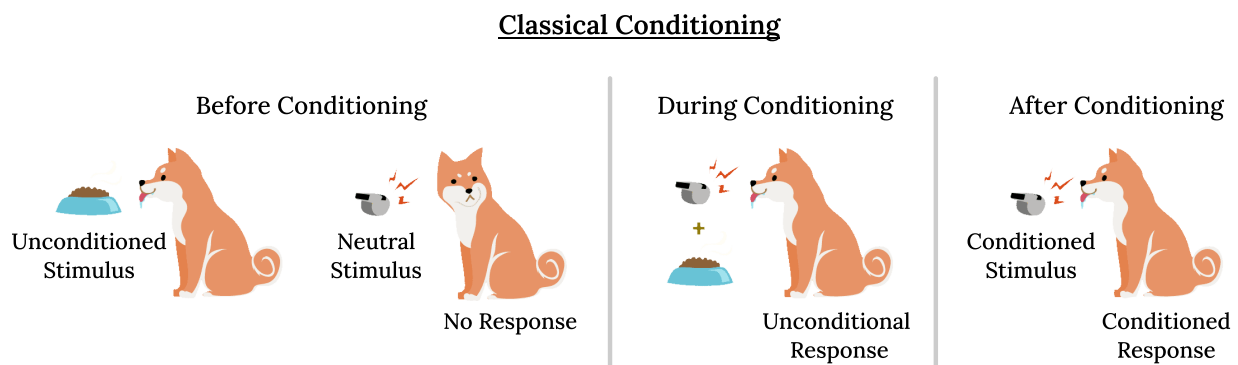 Classical Conditioning
Before Conditioning
Unconditioned
Stimulus
Neutral
Stimulus
No Response
During Conditioning
+
Unconditional
Response
After Conditioning
Conditioned
Stimulus
Conditioned
Response